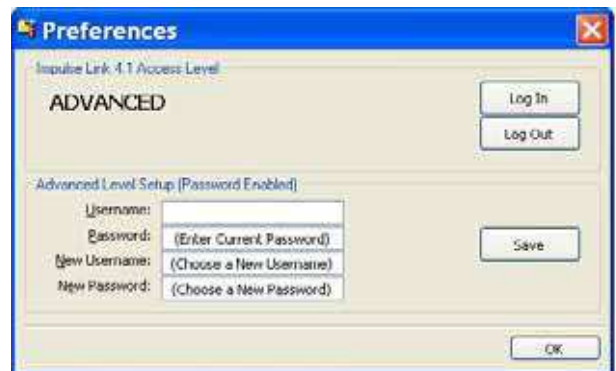 Preferences
Impulse Link 4.1 Access Level
ADVANCED
Log In
Log Out
Advanced Level Setup (Password Enabled)
Username:
Password: (Enter Current Password)
New Username: (Choose a New Username)
New Password: (Choose a New Password)
Save
OK